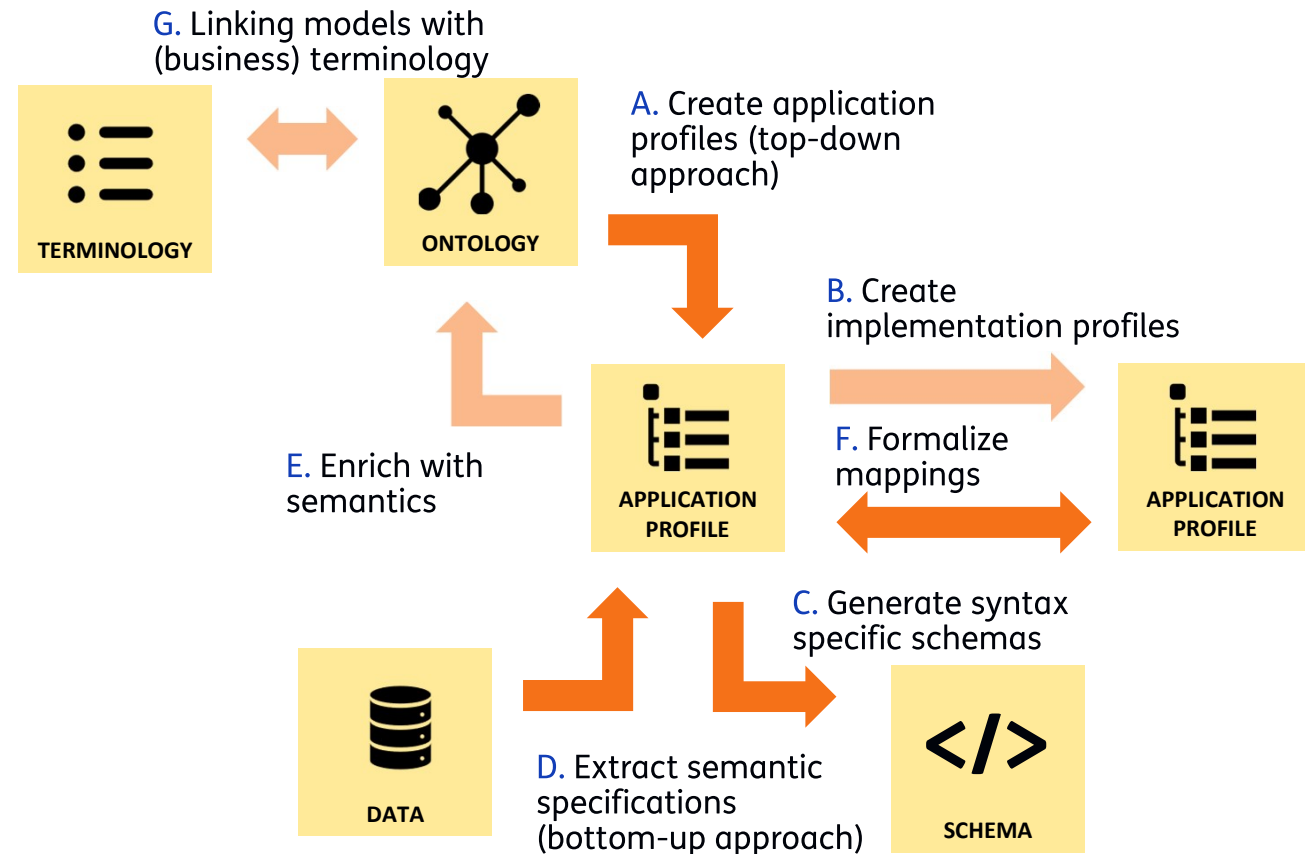 G. Linking models with
(business) terminology
TERMINOLOGY
ONTOLOGY
A. Create application
profiles (top-down
approach)
B. Create
implementation profiles
E. Enrich with
semantics
APPLICATION
PROFILE
F. Formalize
mappings
APPLICATION
PROFILE
C. Generate syntax
specific schemas
DATA
D. Extract semantic
specifications
(bottom-up approach)
</>
SCHEMA